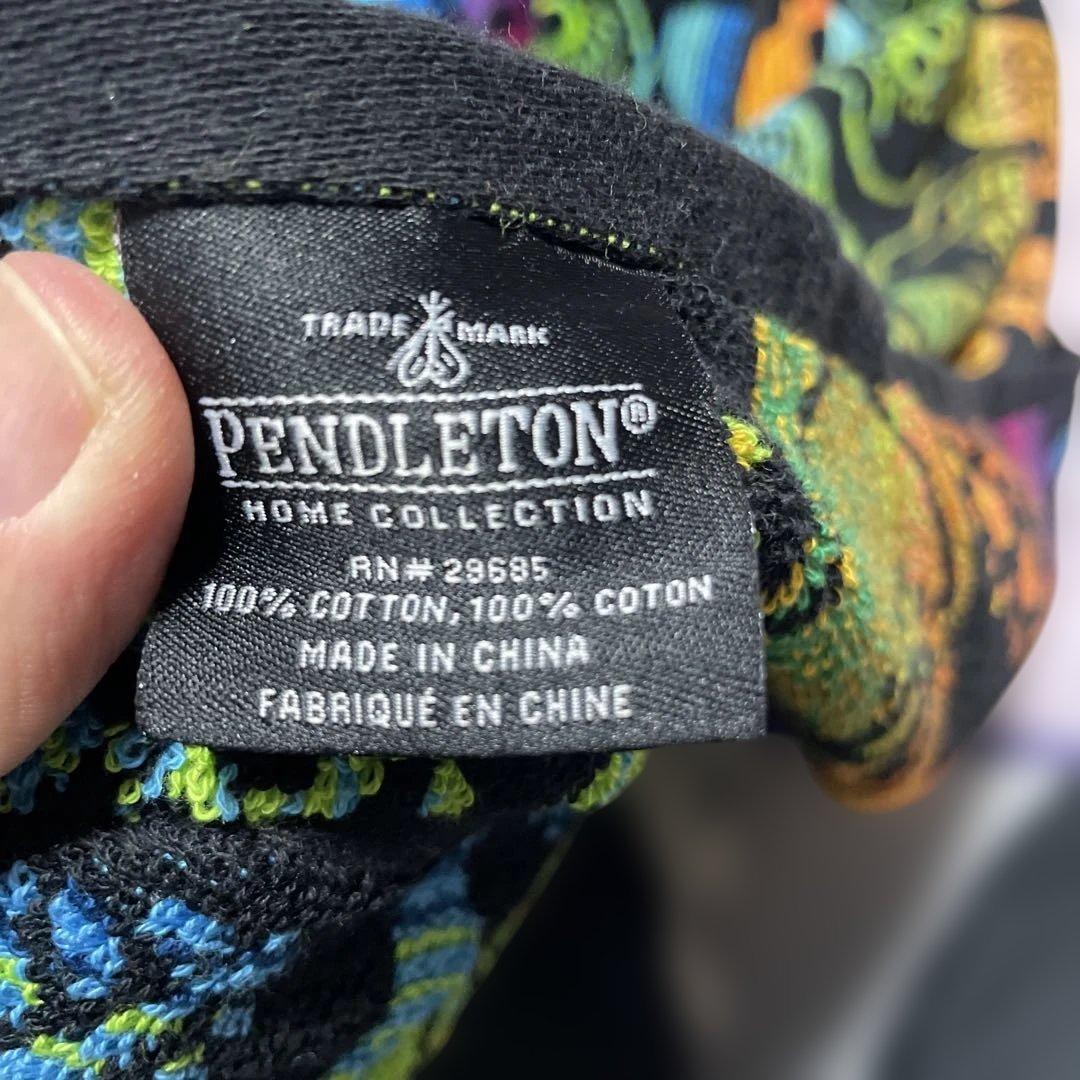 TRADE MARK
PENDLETON®
HOME COLLECTION
RN# 29685
100% COTTON, 100% COTON
MADE IN CHINA
FABRIQUÉ EN CHINE